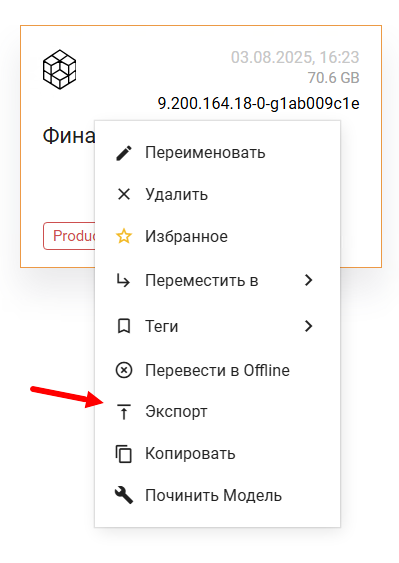 03.08.2025, 16:23
70.6 GB
9.200.164.18-0-g1ab009c1e
Фина
Produc
Переименовать
Удалить
Избранное
Переместить в
Теги
Перевести в Offline
Экспорт
Копировать
Починить Модель